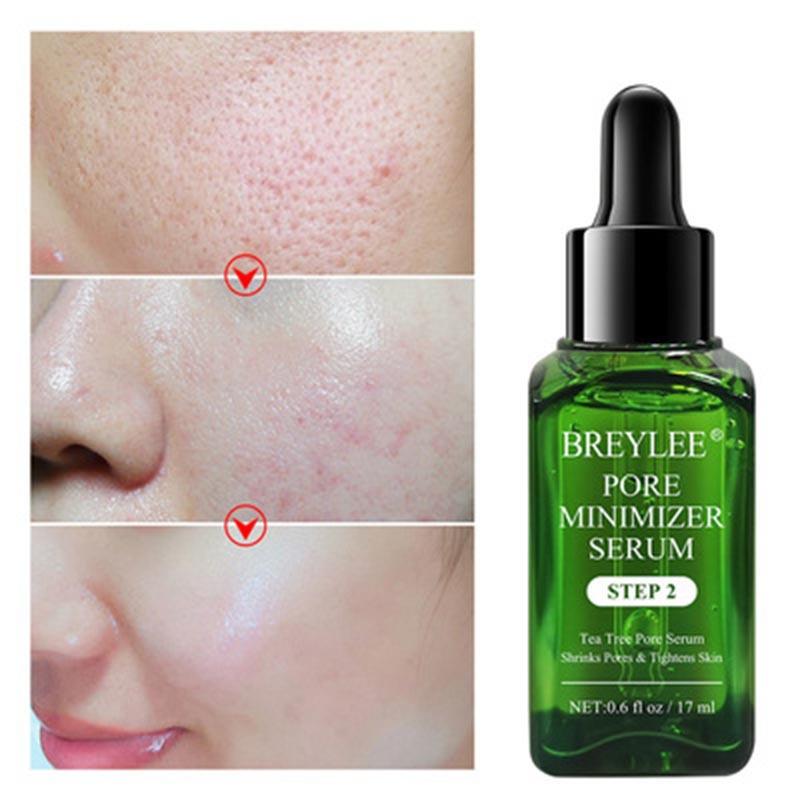 BREYLEE®
PORE
MINIMIZER
SERUM
STEP 2
Tea Tree Pore Serum
Shrinks Pores & Tightens Skin
NET:0.6 fl oz / 17 ml